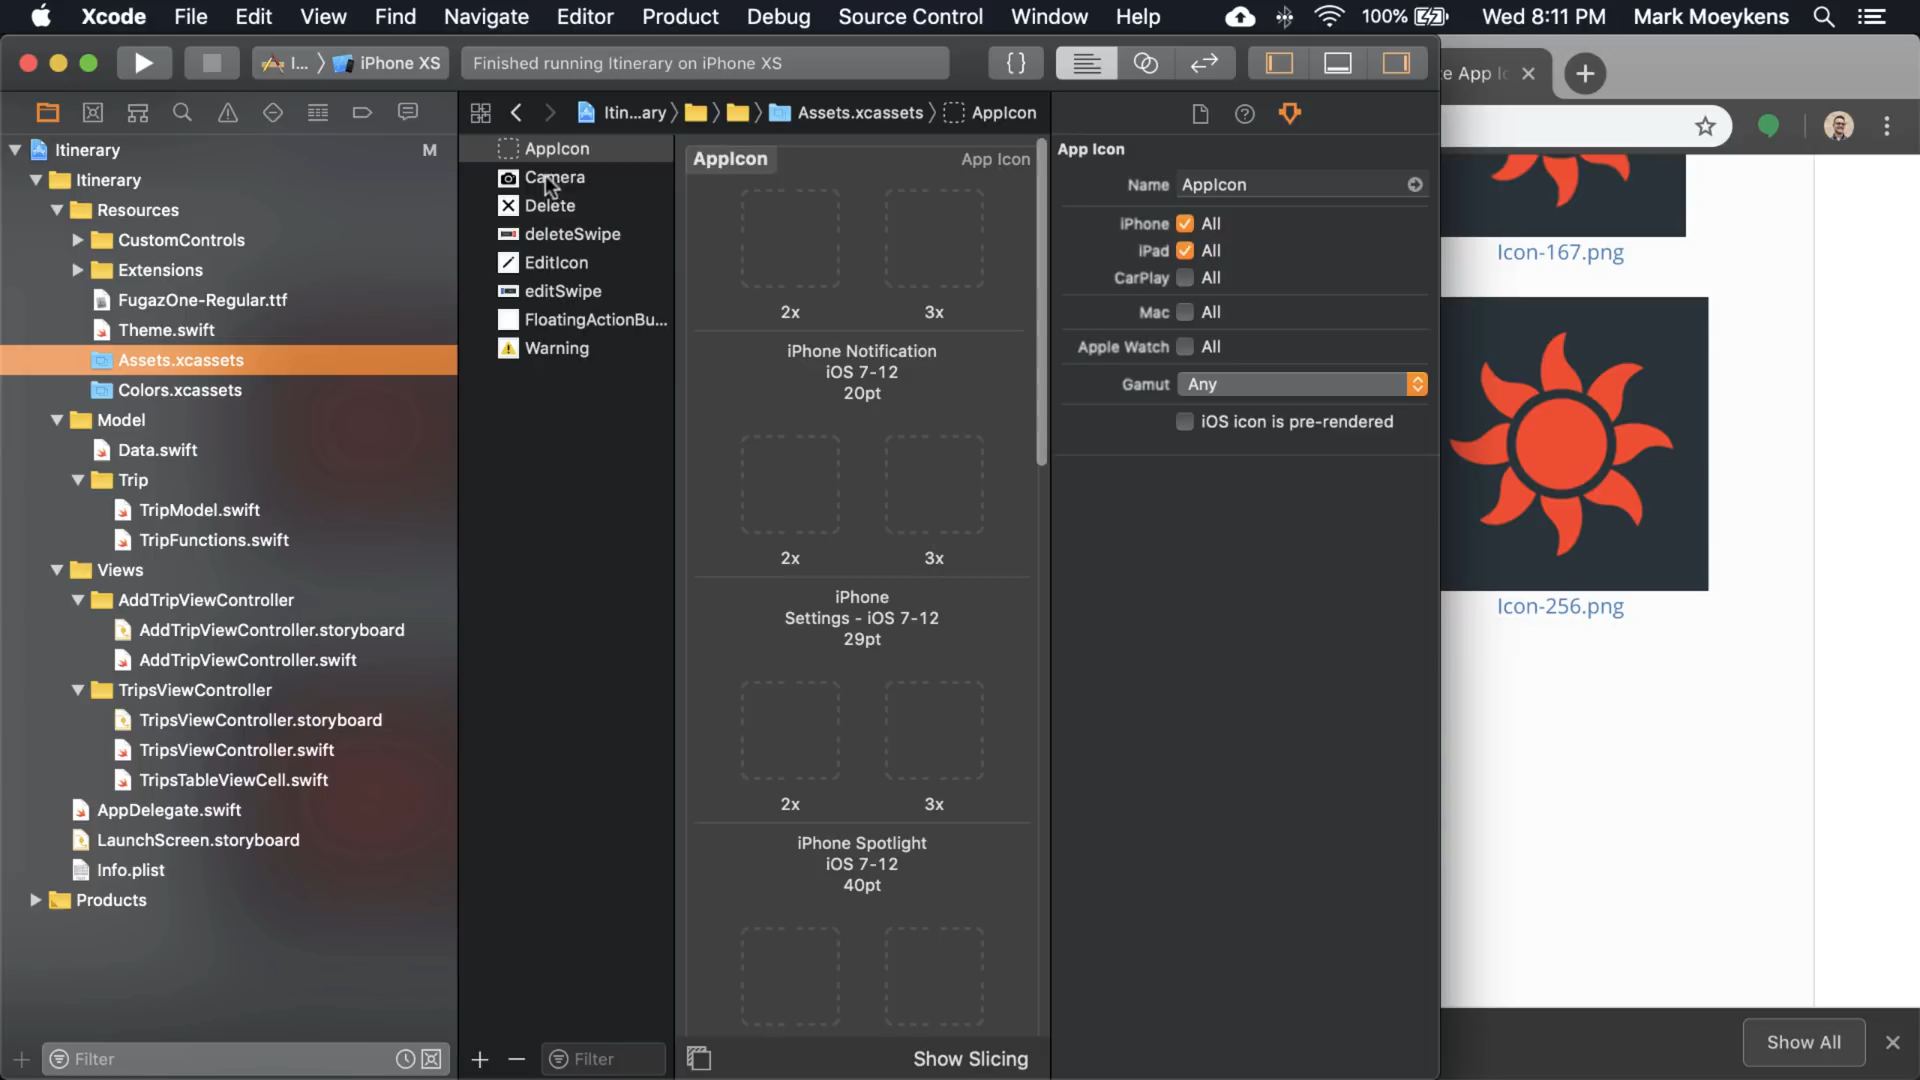 Xcode File Edit View Find Navigate Editor Product Debug Source Control Window Help 100% Wed 8:11 PM Mark Moeykens
I... iPhone XS Finished running Itinerary on iPhone XS {}
Itin...ary Assets.xcassets AppIcon
Itinerary M
Itinerary
Resources
CustomControls
Extensions
FugazOne-Regular.ttf
Theme.swift
Assets.xcassets
Colors.xcassets
Model
Data.swift
Trip
TripModel.swift
TripFunctions.swift
Views
AddTripViewController
AddTripViewController.storyboard
AddTripViewController.swift
TripsViewController
TripsViewController.storyboard
TripsViewController.swift
TripsTableViewCell.swift
AppDelegate.swift
LaunchScreen.storyboard
Info.plist
Products
Filter
AppIcon
Camera
Delete
deleteSwipe
EditIcon
editSwipe
FloatingActionBu...
Warning
Filter
AppIcon App Icon
2x 3x
iPhone Notification
iOS 7-12
20pt
2x 3x
iPhone
Settings - iOS 7-12
29pt
2x 3x
iPhone Spotlight
iOS 7-12
40pt
Show Slicing
App Icon
Name AppIcon
iPhone All
iPad All
CarPlay All
Mac All
Apple Watch All
Gamut Any
iOS icon is pre-rendered
e App Ic
Icon-167.png
Icon-256.png
Show All